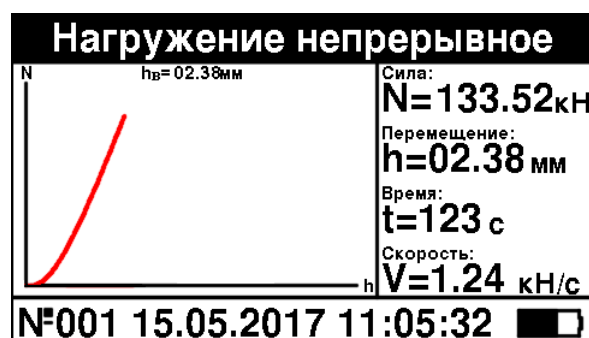 Нагружение непрерывное
N
hв= 02.38мм
h
Сила:
N=133.52кН
Перемещение:
h=02.38 мм
Время:
t=123 с
Скорость:
V=1.24 кН/с
№001 15.05.2017 11:05:32